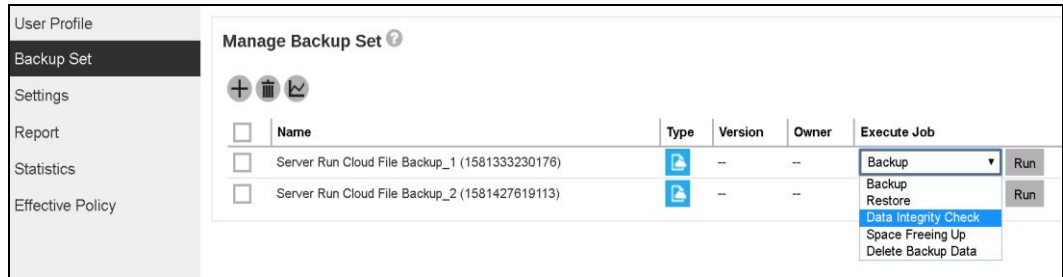 User Profile
Backup Set
Settings
Report
Statistics
Effective Policy
Manage Backup Set ?
Name Type Version Owner Execute Job
Server Run Cloud File Backup_1 (1581333230176) -- -- Backup Run
Server Run Cloud File Backup_2 (1581427619113) -- -- Run
Backup
Restore
Data Integrity Check
Space Freeing Up
Delete Backup Data